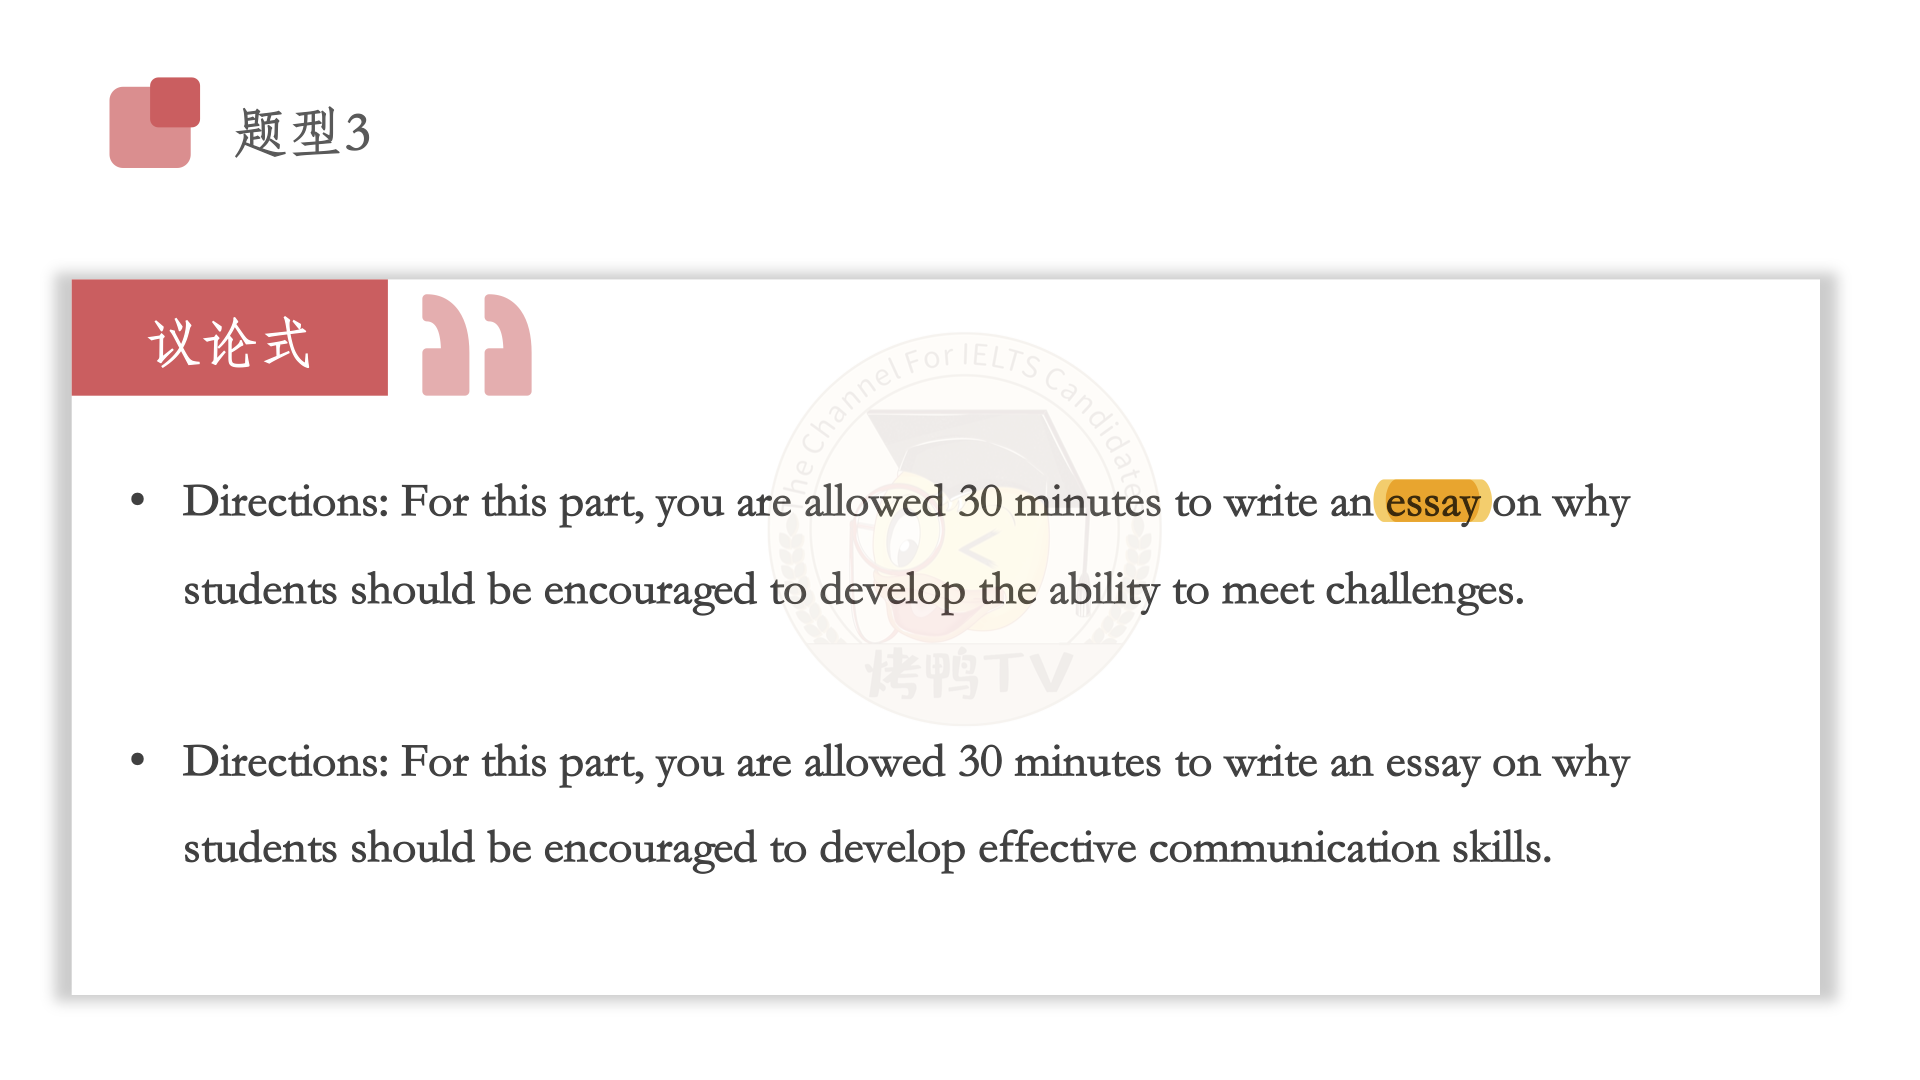 题型3
议论式
The Channel For IELTS Candidate
• Directions: For this part, you are allowed 30 minutes to write an essay on why
students should be encouraged to develop the ability to meet challenges.
烤鸭TV
• Directions: For this part, you are allowed 30 minutes to write an essay on why
students should be encouraged to develop effective communication skills.